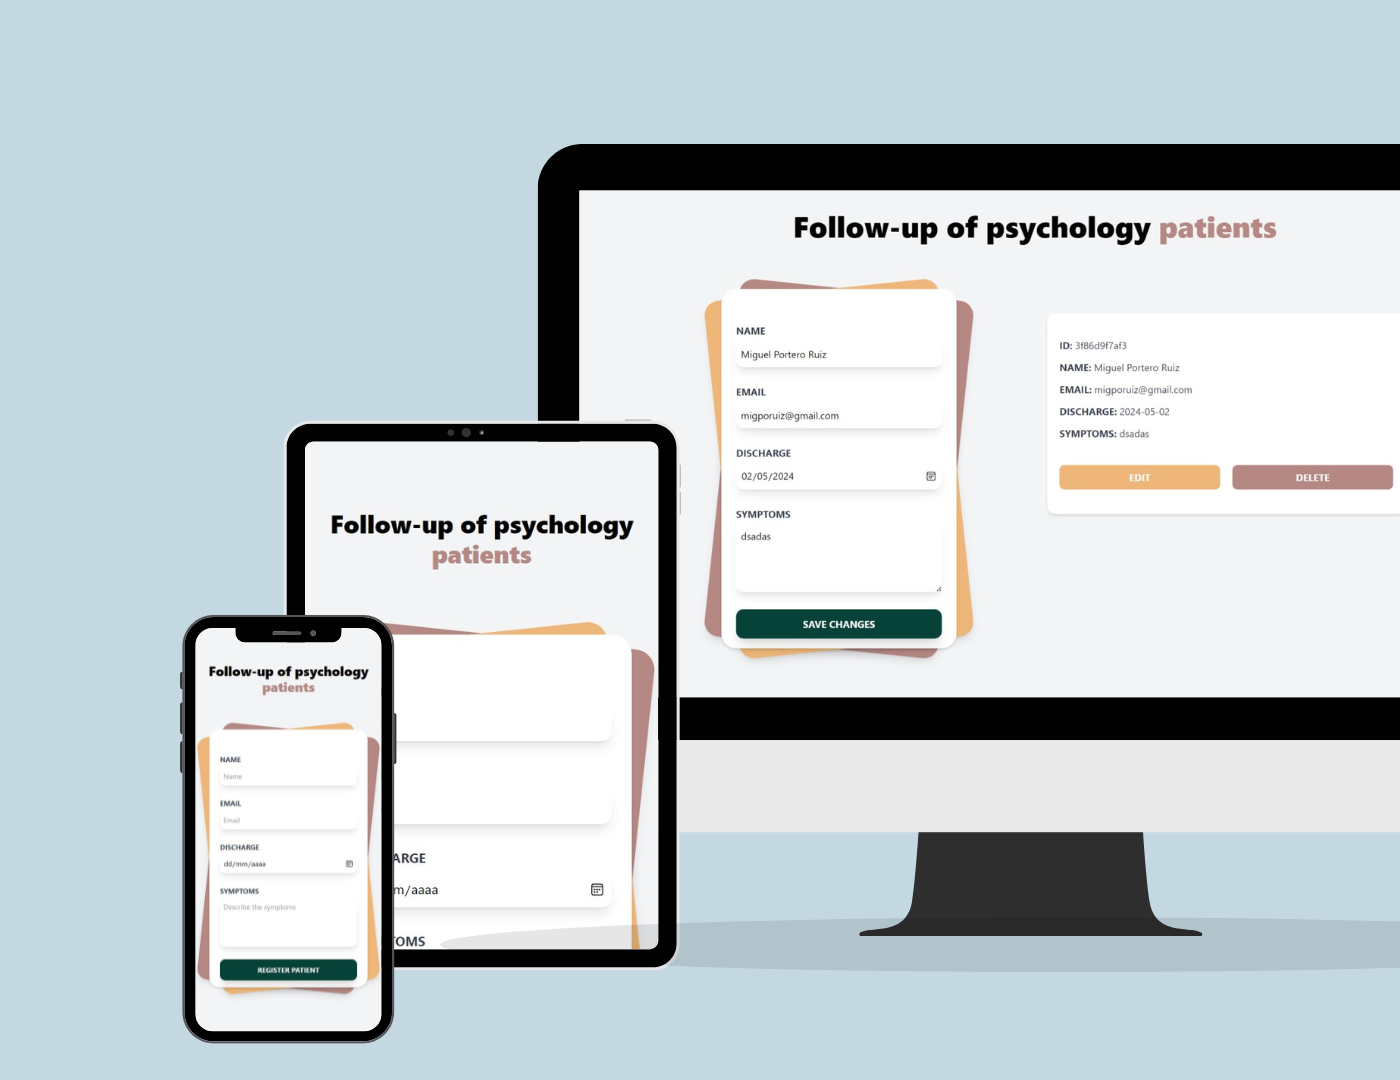 Follow-up of psychology patients
NAME
Miguel Portero Ruiz
EMAIL
migporuiz@gmail.com
DISCHARGE
02/05/2024
SYMPTOMS
dsadas
SAVE CHANGES
ID: 3f86d9f7af3
NAME: Miguel Portero Ruiz
EMAIL: migporuiz@gmail.com
DISCHARGE: 2024-05-02
SYMPTOMS: dsadas
EDIT
DELETE
Follow-up of psychology
patients
ARGE
m/aaaa
TOMS
Follow-up of psychology
patients
NAME
Name
EMAIL
Email
DISCHARGE
dd/mm/aaaa
SYMPTOMS
Describe the symptoms
REGISTER PATIENT